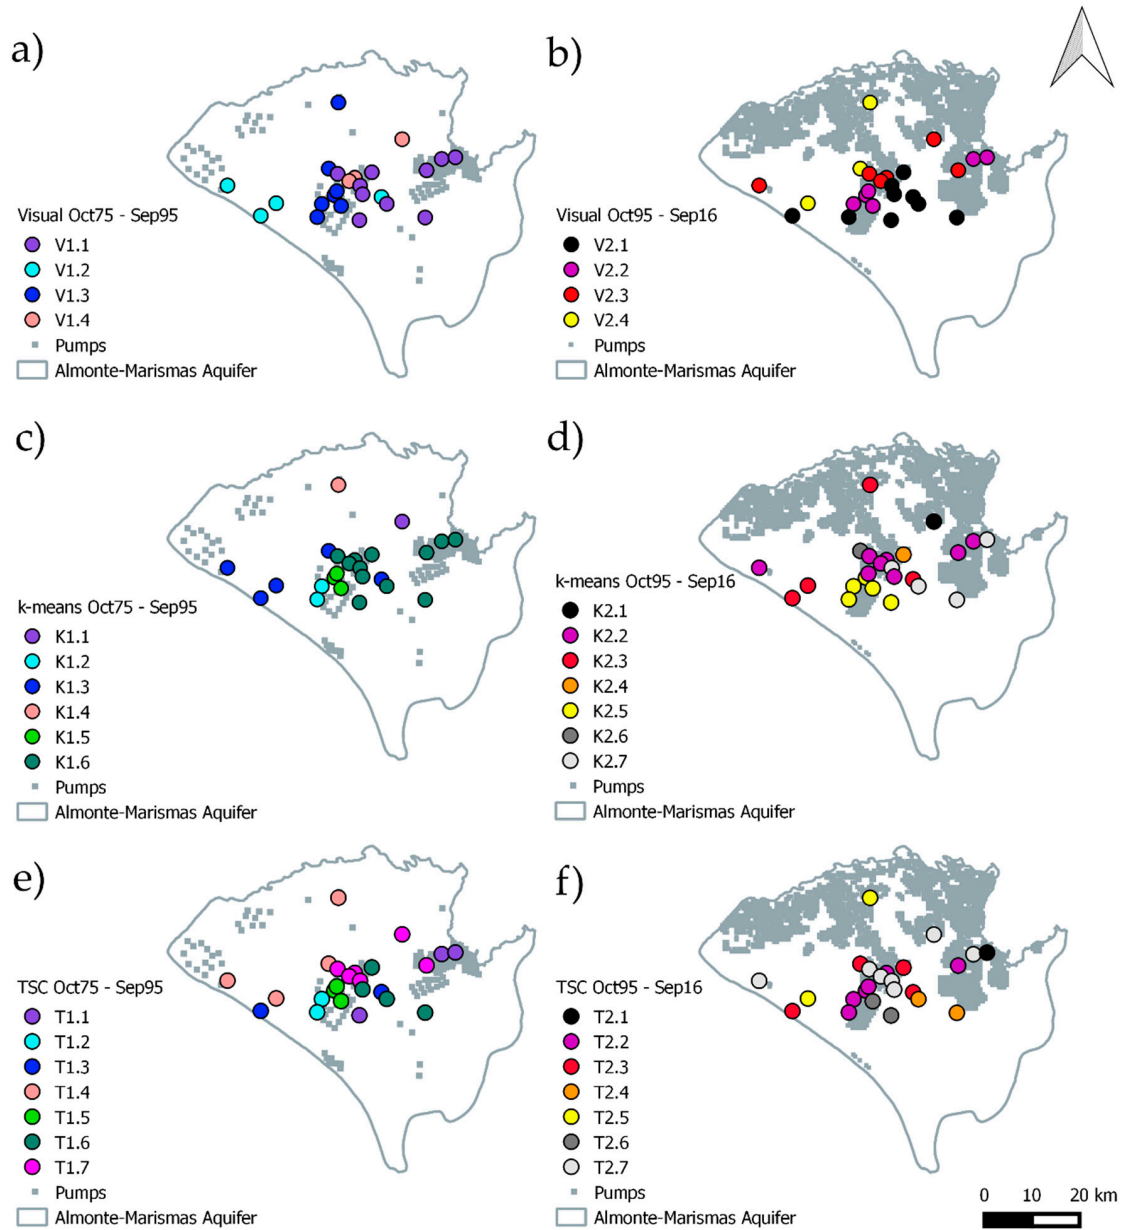 a)
Visual Oct75 - Sep95
V1.1
V1.2
V1.3
V1.4
Pumps
Almonte-Marismas Aquifer
b)
Visual Oct95 - Sep16
V2.1
V2.2
V2.3
V2.4
Pumps
Almonte-Marismas Aquifer
c)
k-means Oct75 - Sep95
K1.1
K1.2
K1.3
K1.4
K1.5
K1.6
Pumps
Almonte-Marismas Aquifer
d)
k-means Oct95 - Sep16
K2.1
K2.2
K2.3
K2.4
K2.5
K2.6
K2.7
Pumps
Almonte-Marismas Aquifer
e)
TSC Oct75 - Sep95
T1.1
T1.2
T1.3
T1.4
T1.5
T1.6
T1.7
Pumps
Almonte-Marismas Aquifer
f)
TSC Oct95 - Sep16
T2.1
T2.2
T2.3
T2.4
T2.5
T2.6
T2.7
Pumps
Almonte-Marismas Aquifer
0 10 20 km